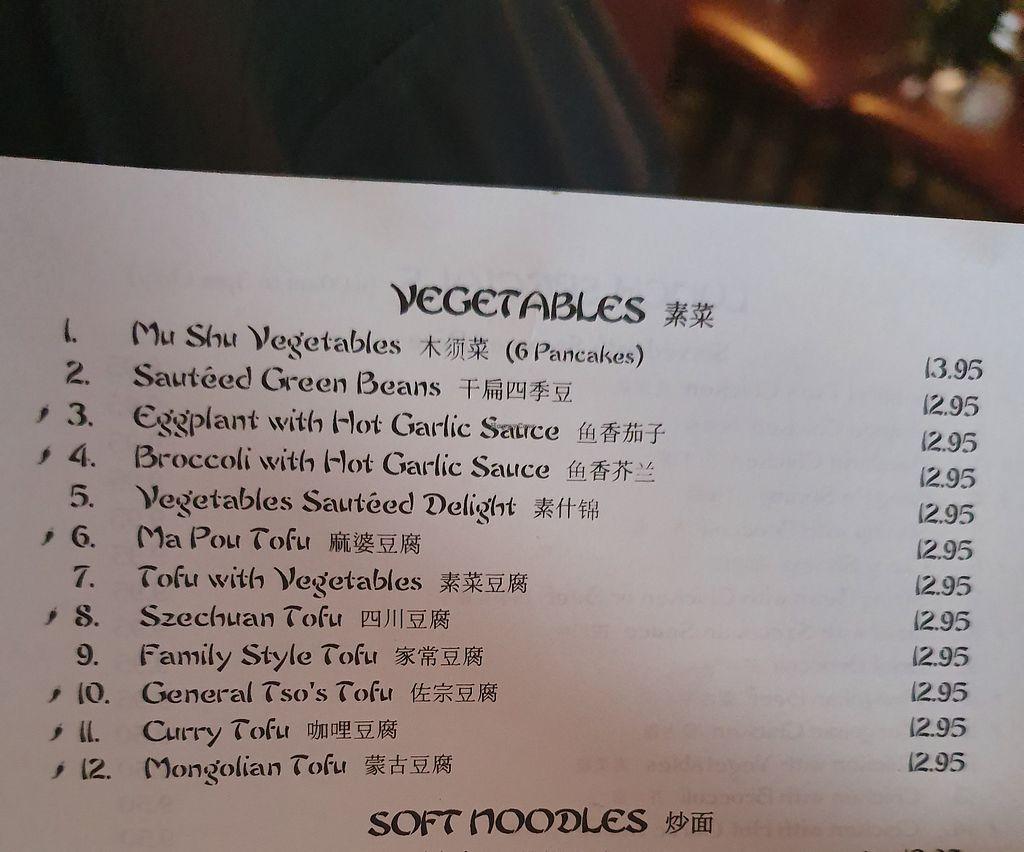 VEGETABLES 素菜
1. Mu Shu Vegetables 木须菜 (6 Pancakes) 13.95
2. Sautéed Green Beans 干扁四季豆 12.95
3. Eggplant with Hot Garlic Sauce 鱼香茄子 12.95
4. Broccoli with Hot Garlic Sauce 鱼香芥兰 12.95
5. Vegetables Sautéed Delight 素什锦 12.95
6. Ma Pou Tofu 麻婆豆腐 12.95
7. Tofu with Vegetables 素菜豆腐 12.95
8. Szechuan Tofu 四川豆腐 12.95
9. Family Style Tofu 家常豆腐 12.95
10. General Tso's Tofu 佐宗豆腐 12.95
11. Curry Tofu 咖哩豆腐 12.95
12. Mongolian Tofu 蒙古豆腐 12.95
SOFT NOODLES 炒面